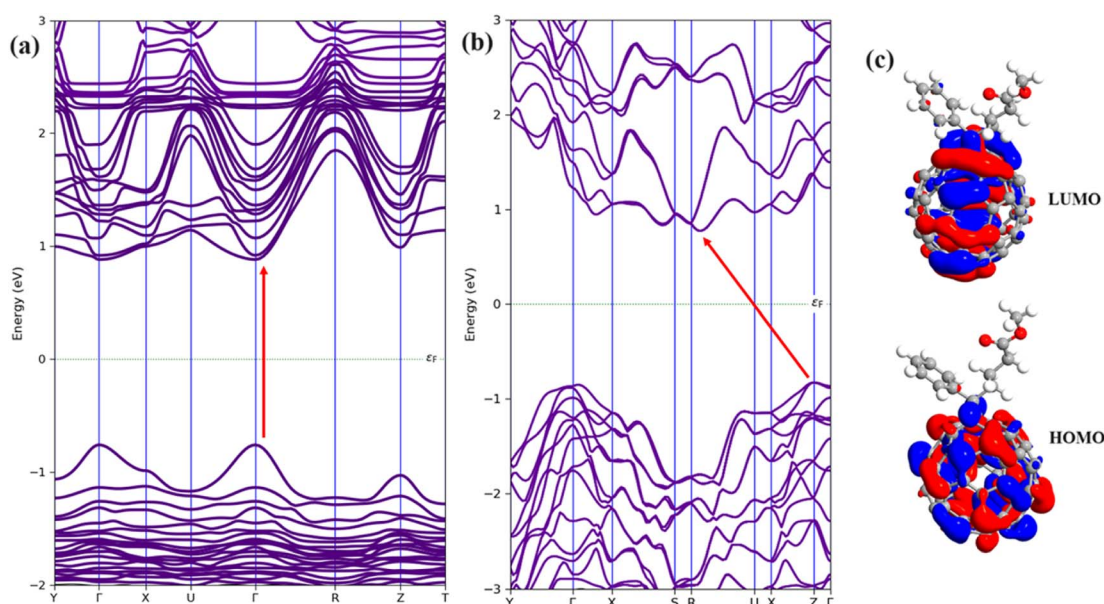 (a)
3
2
1
0
−1
−2
Energy (eV)
εF
Y Γ X U Γ R Z T
(b)
3
2
1
0
−1
−2
−3
Energy (eV)
εF
Y Γ X S R U X Z Γ
(c)
LUMO
HOMO